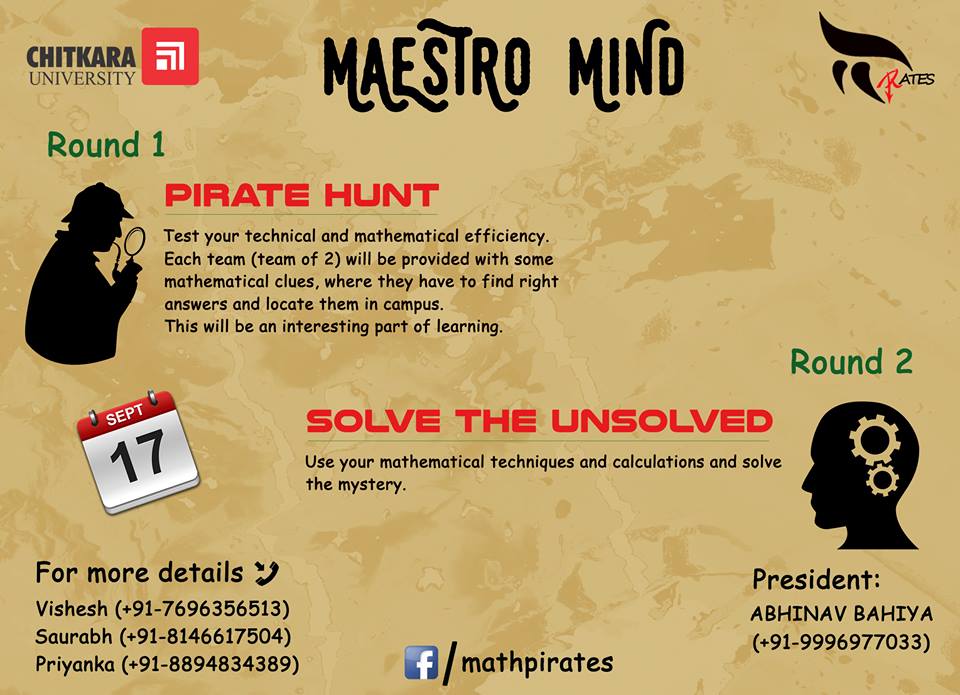 CHITKARA
UNIVERSITY
MAESTRO MIND
RATES
Round 1
PIRATE HUNT
Test your technical and mathematical efficiency.
Each team (team of 2) will be provided with some
mathematical clues, where they have to find right
answers and locate them in campus.
This will be an interesting part of learning.
Round 2
SEPT
17
SOLVE THE UNSOLVED
Use your mathematical techniques and calculations and solve
the mystery.
For more details
Vishesh (+91-7696356513)
Saurabh (+91-8146617504)
Priyanka (+91-8894834389)
f/mathpirates
President:
ABHINAV BAHIYA
(+91-9996977033)